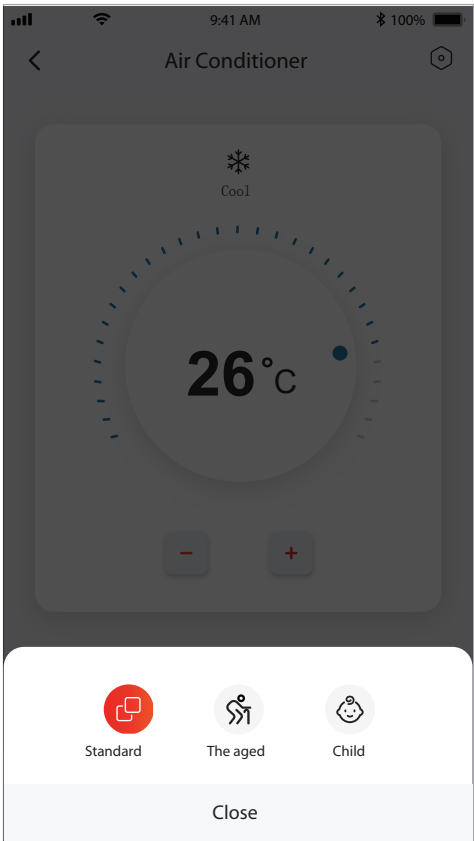 9:41 AM 100%
Air Conditioner
Cool
26°C
− +
Standard The aged Child
Close